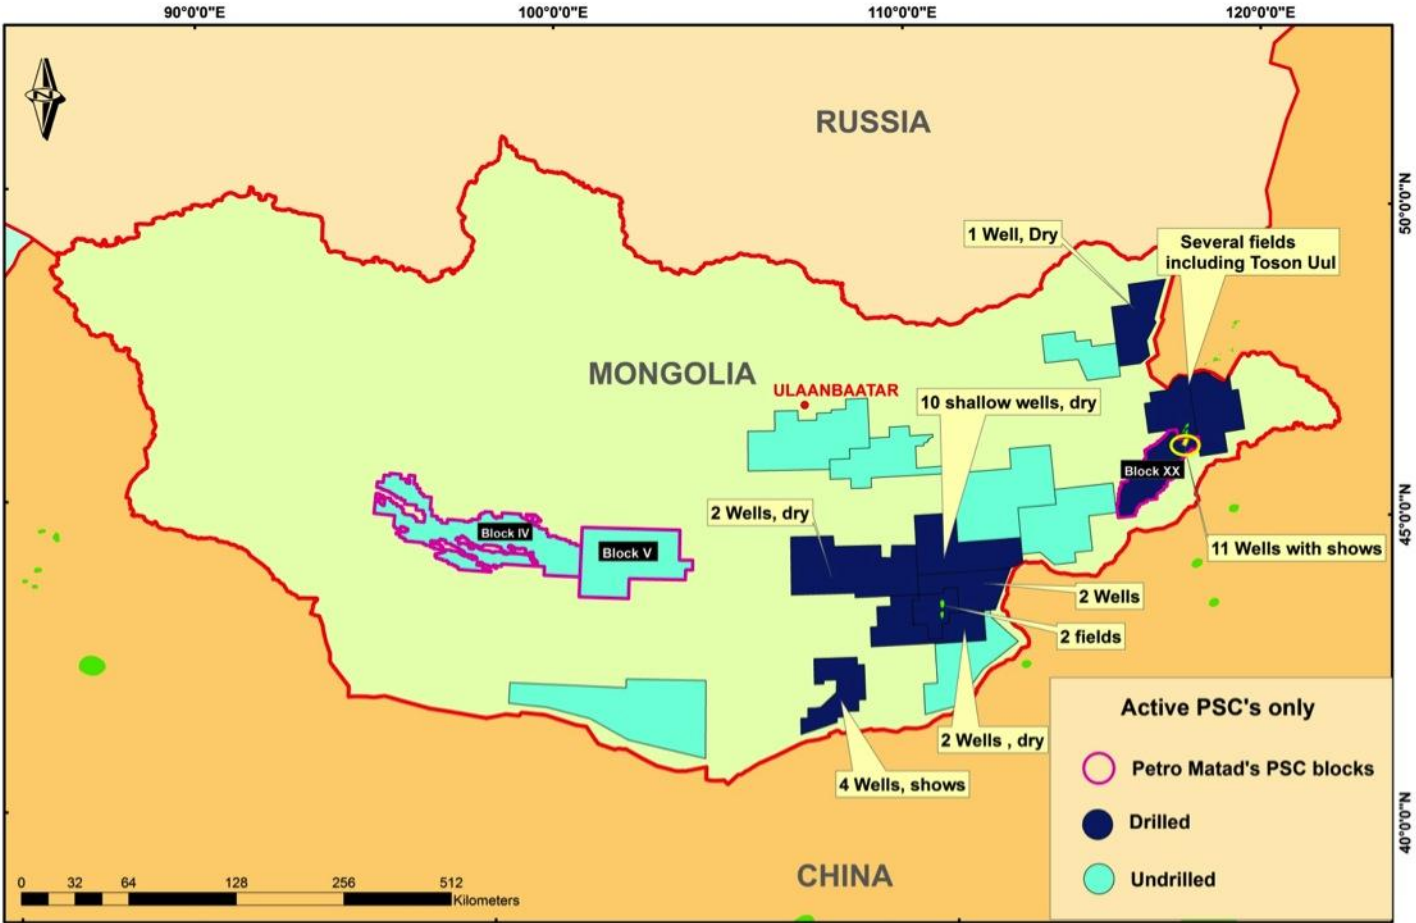 90°0'0"E
100°0'0"E
110°0'0"E
120°0'0"E
N
RUSSIA
50°0'0"N
1 Well, Dry
Several fields
including Toson Uul
MONGOLIA
ULAANBAATAR
10 shallow wells, dry
Block XX
45°0'0"N
2 Wells, dry
Block IV
Block V
11 Wells with shows
2 Wells
2 fields
2 Wells , dry
4 Wells, shows
Active PSC's only
Petro Matad's PSC blocks
Drilled
Undrilled
40°0'0"N
CHINA
0 32 64 128 256 512
Kilometers